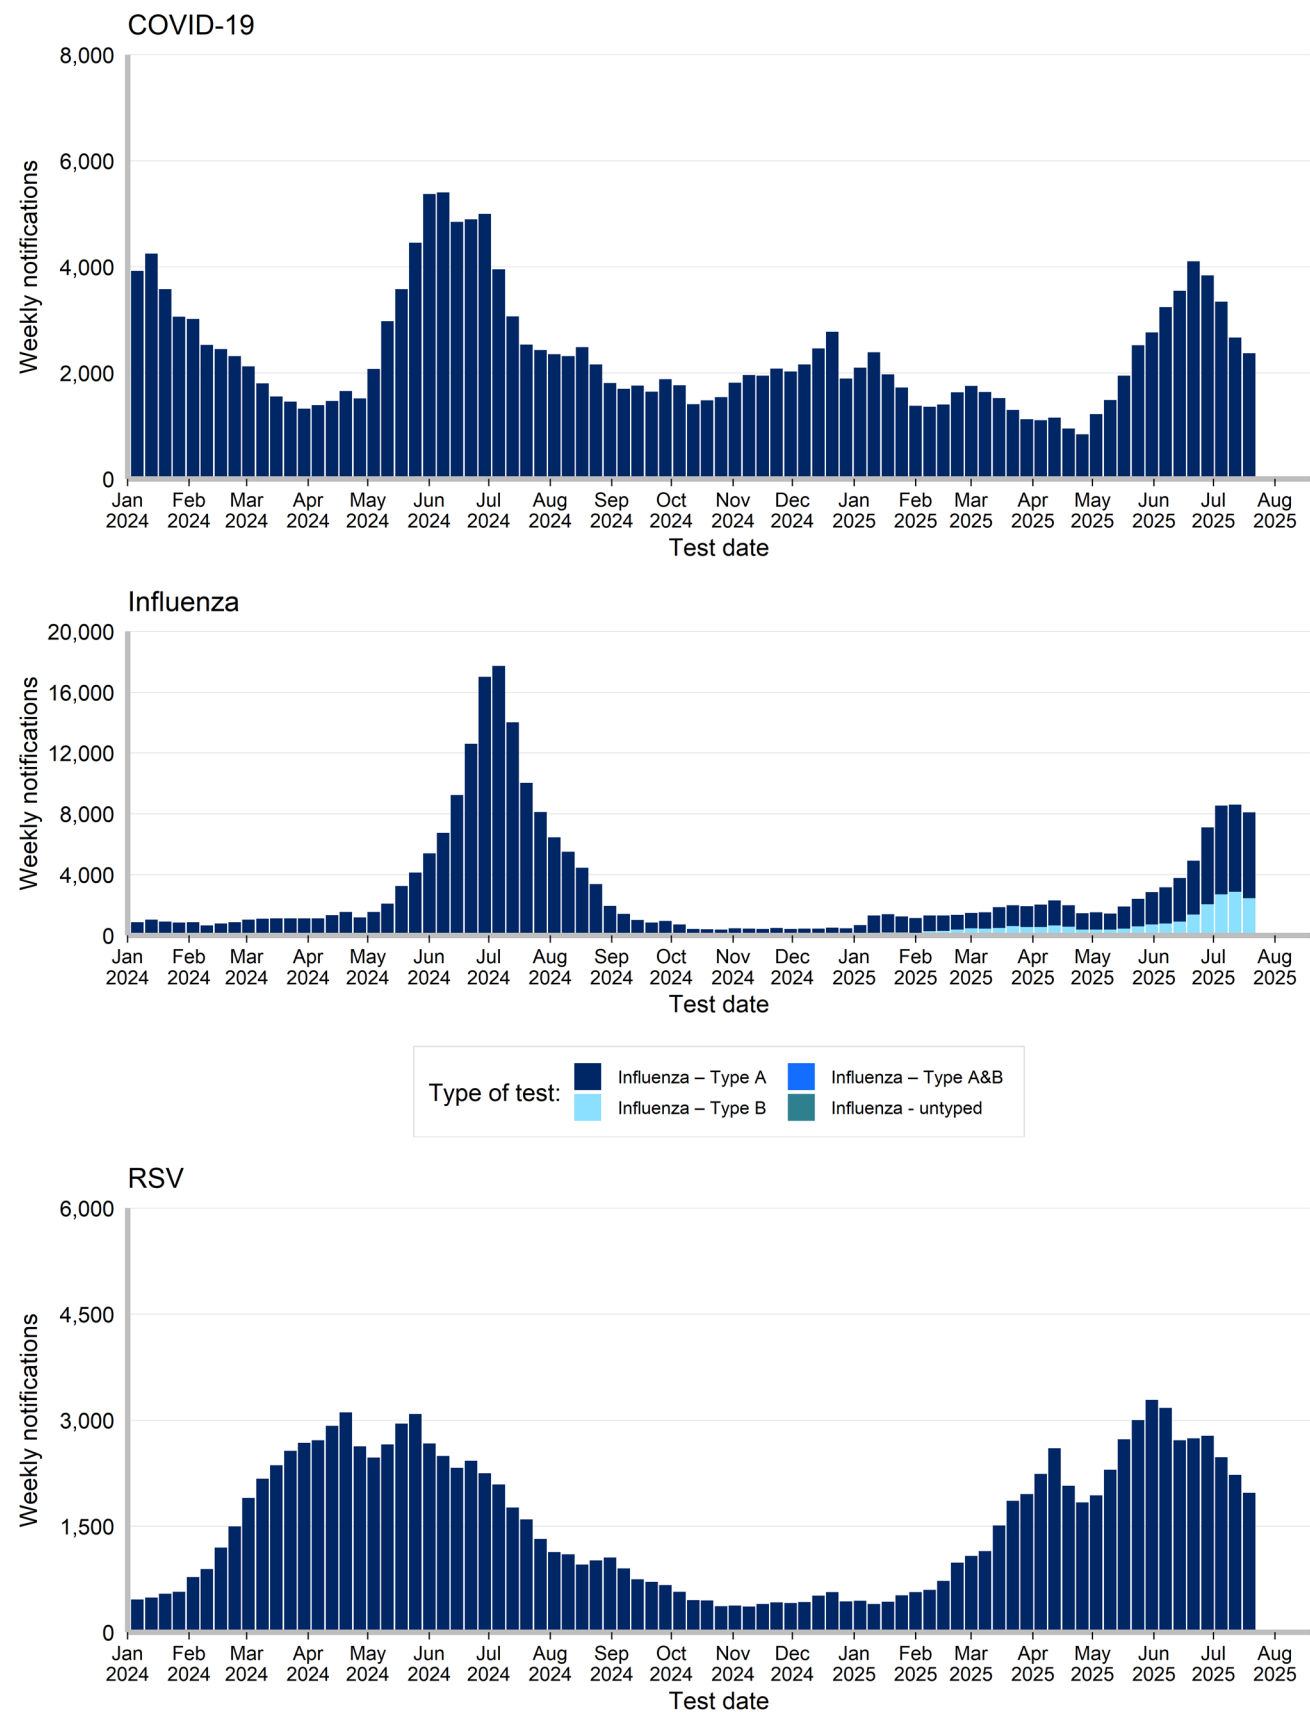 COVID-19
8,000
6,000
4,000
2,000
0
Weekly notifications
Jan Feb Mar Apr May Jun Jul Aug Sep Oct Nov Dec Jan Feb Mar Apr May Jun Jul Aug
2024 2024 2024 2024 2024 2024 2024 2024 2024 2024 2024 2024 2025 2025 2025 2025 2025 2025 2025 2025
Test date
Influenza
20,000
16,000
12,000
8,000
4,000
0
Weekly notifications
Jan Feb Mar Apr May Jun Jul Aug Sep Oct Nov Dec Jan Feb Mar Apr May Jun Jul Aug
2024 2024 2024 2024 2024 2024 2024 2024 2024 2024 2024 2024 2025 2025 2025 2025 2025 2025 2025 2025
Test date
Type of test:
Influenza – Type A
Influenza – Type A&B
Influenza – Type B
Influenza - untyped
RSV
6,000
4,500
3,000
1,500
0
Weekly notifications
Jan Feb Mar Apr May Jun Jul Aug Sep Oct Nov Dec Jan Feb Mar Apr May Jun Jul Aug
2024 2024 2024 2024 2024 2024 2024 2024 2024 2024 2024 2024 2025 2025 2025 2025 2025 2025 2025 2025
Test date